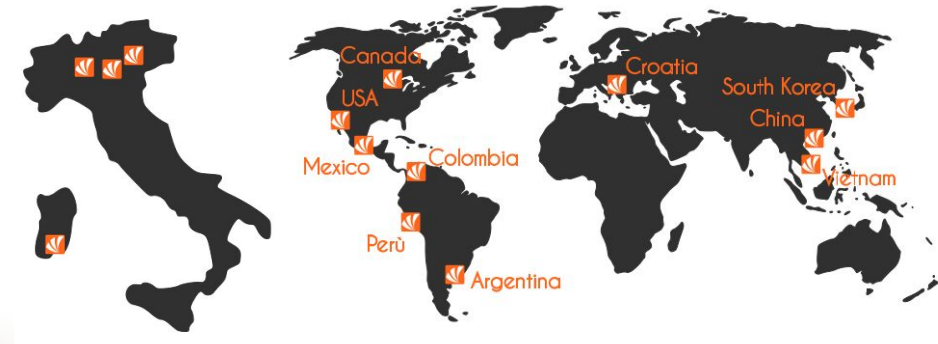 Canada
Croatia
South Korea
USA
China
Mexico
Colombia
Vietnam
Perù
Argentina